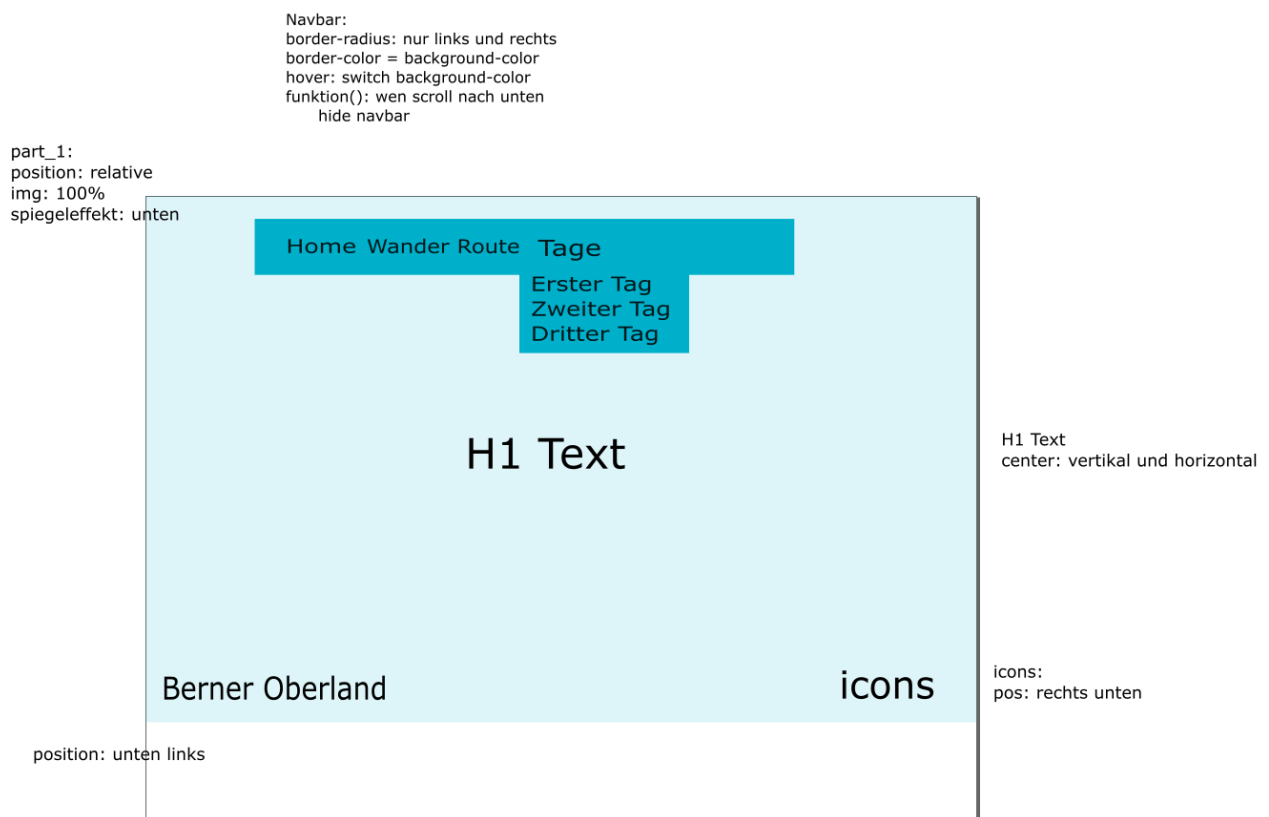 Navbar:
border-radius: nur links und rechts
border-color = background-color
hover: switch background-color
funktion(): wen scroll nach unten
hide navbar
part_1:
position: relative
img: 100%
spiegeleffekt: unten
Home Wander Route Tage
Erster Tag
Zweiter Tag
Dritter Tag
H1 Text
H1 Text
center: vertikal und horizontal
Berner Oberland
icons
icons:
pos: rechts unten
position: unten links